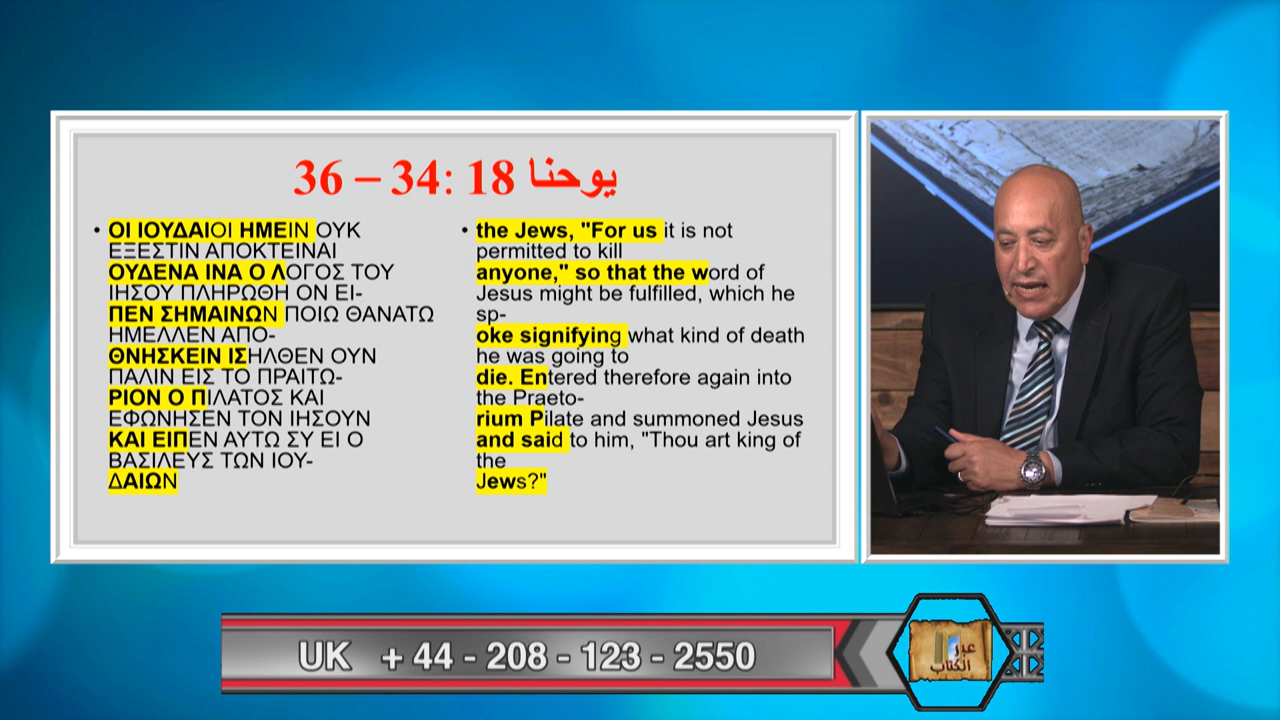 يوحنا 18 :34 – 36
• ΟΙ ΙΟΥΔΑΙΟΙ ΗΜΕΙΝ ΟΥΚ
ΕΞΕΣΤΙΝ ΑΠΟΚΤΕΙΝΑΙ
ΟΥΔΕΝΑ ΙΝΑ Ο ΛΟΓΟΣ ΤΟΥ
ΙΗΣΟΥ ΠΛΗΡΩΘΗ ΟΝ ΕΙ-
ΠΕΝ ΣΗΜΑΙΝΩΝ ΠΟΙΩ ΘΑΝΑΤΩ
ΗΜΕΛΛΕΝ ΑΠΟ-
ΘΝΗΣΚΕΙΝ ΙΣΗΛΘΕΝ ΟΥΝ
ΠΑΛΙΝ ΕΙΣ ΤΟ ΠΡΑΙΤΩ-
ΡΙΟΝ Ο ΠΙΛΑΤΟΣ ΚΑΙ
ΕΦΩΝΗΣΕΝ ΤΟΝ ΙΗΣΟΥΝ
ΚΑΙ ΕΙΠΕΝ ΑΥΤΩ ΣΥ ΕΙ Ο
ΒΑΣΙΛΕΥΣ ΤΩΝ ΙΟΥ-
ΔΑΙΩΝ
• the Jews, "For us it is not
permitted to kill
anyone," so that the word of
Jesus might be fulfilled, which he
sp-
oke signifying what kind of death
he was going to
die. Entered therefore again into
the Praeto-
rium Pilate and summoned Jesus
and said to him, "Thou art king of
the
Jews?"
UK + 44 - 208 - 123 - 2550
عبر
الكتاب